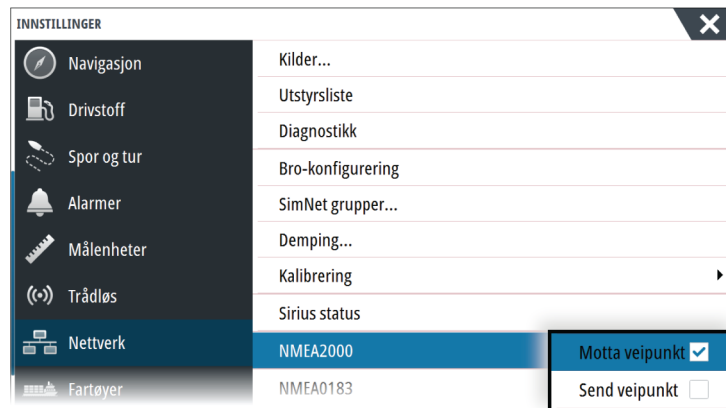 INNSTILLINGER
Navigasjon
Drivstoff
Spor og tur
Alarmer
Målenheter
Trådløs
Nettverk
Fartøyer
Kilder...
Utstyrsliste
Diagnostikk
Bro-konfigurering
SimNet grupper...
Demping...
Kalibrering
Sirius status
NMEA2000
NMEA0183
Motta veipunkt
Send veipunkt